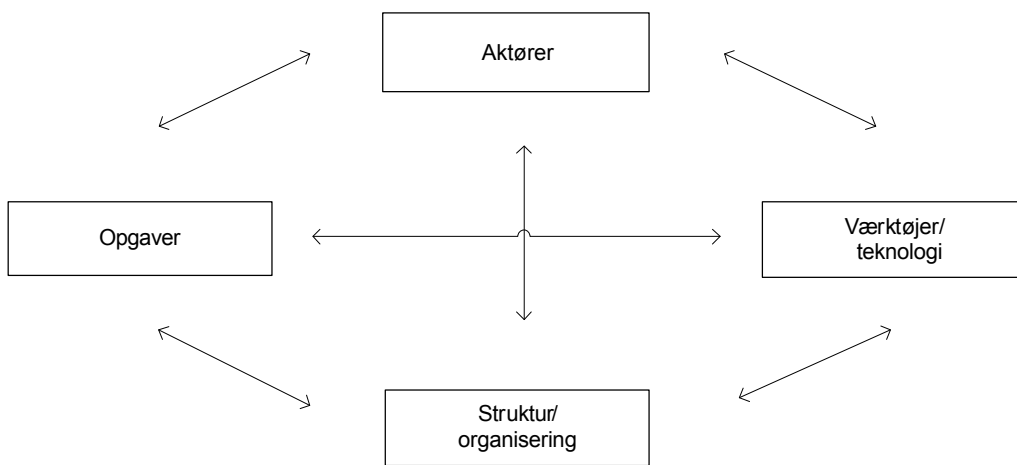 Aktører
Opgaver
Værktøjer/
teknologi
Struktur/
organisering